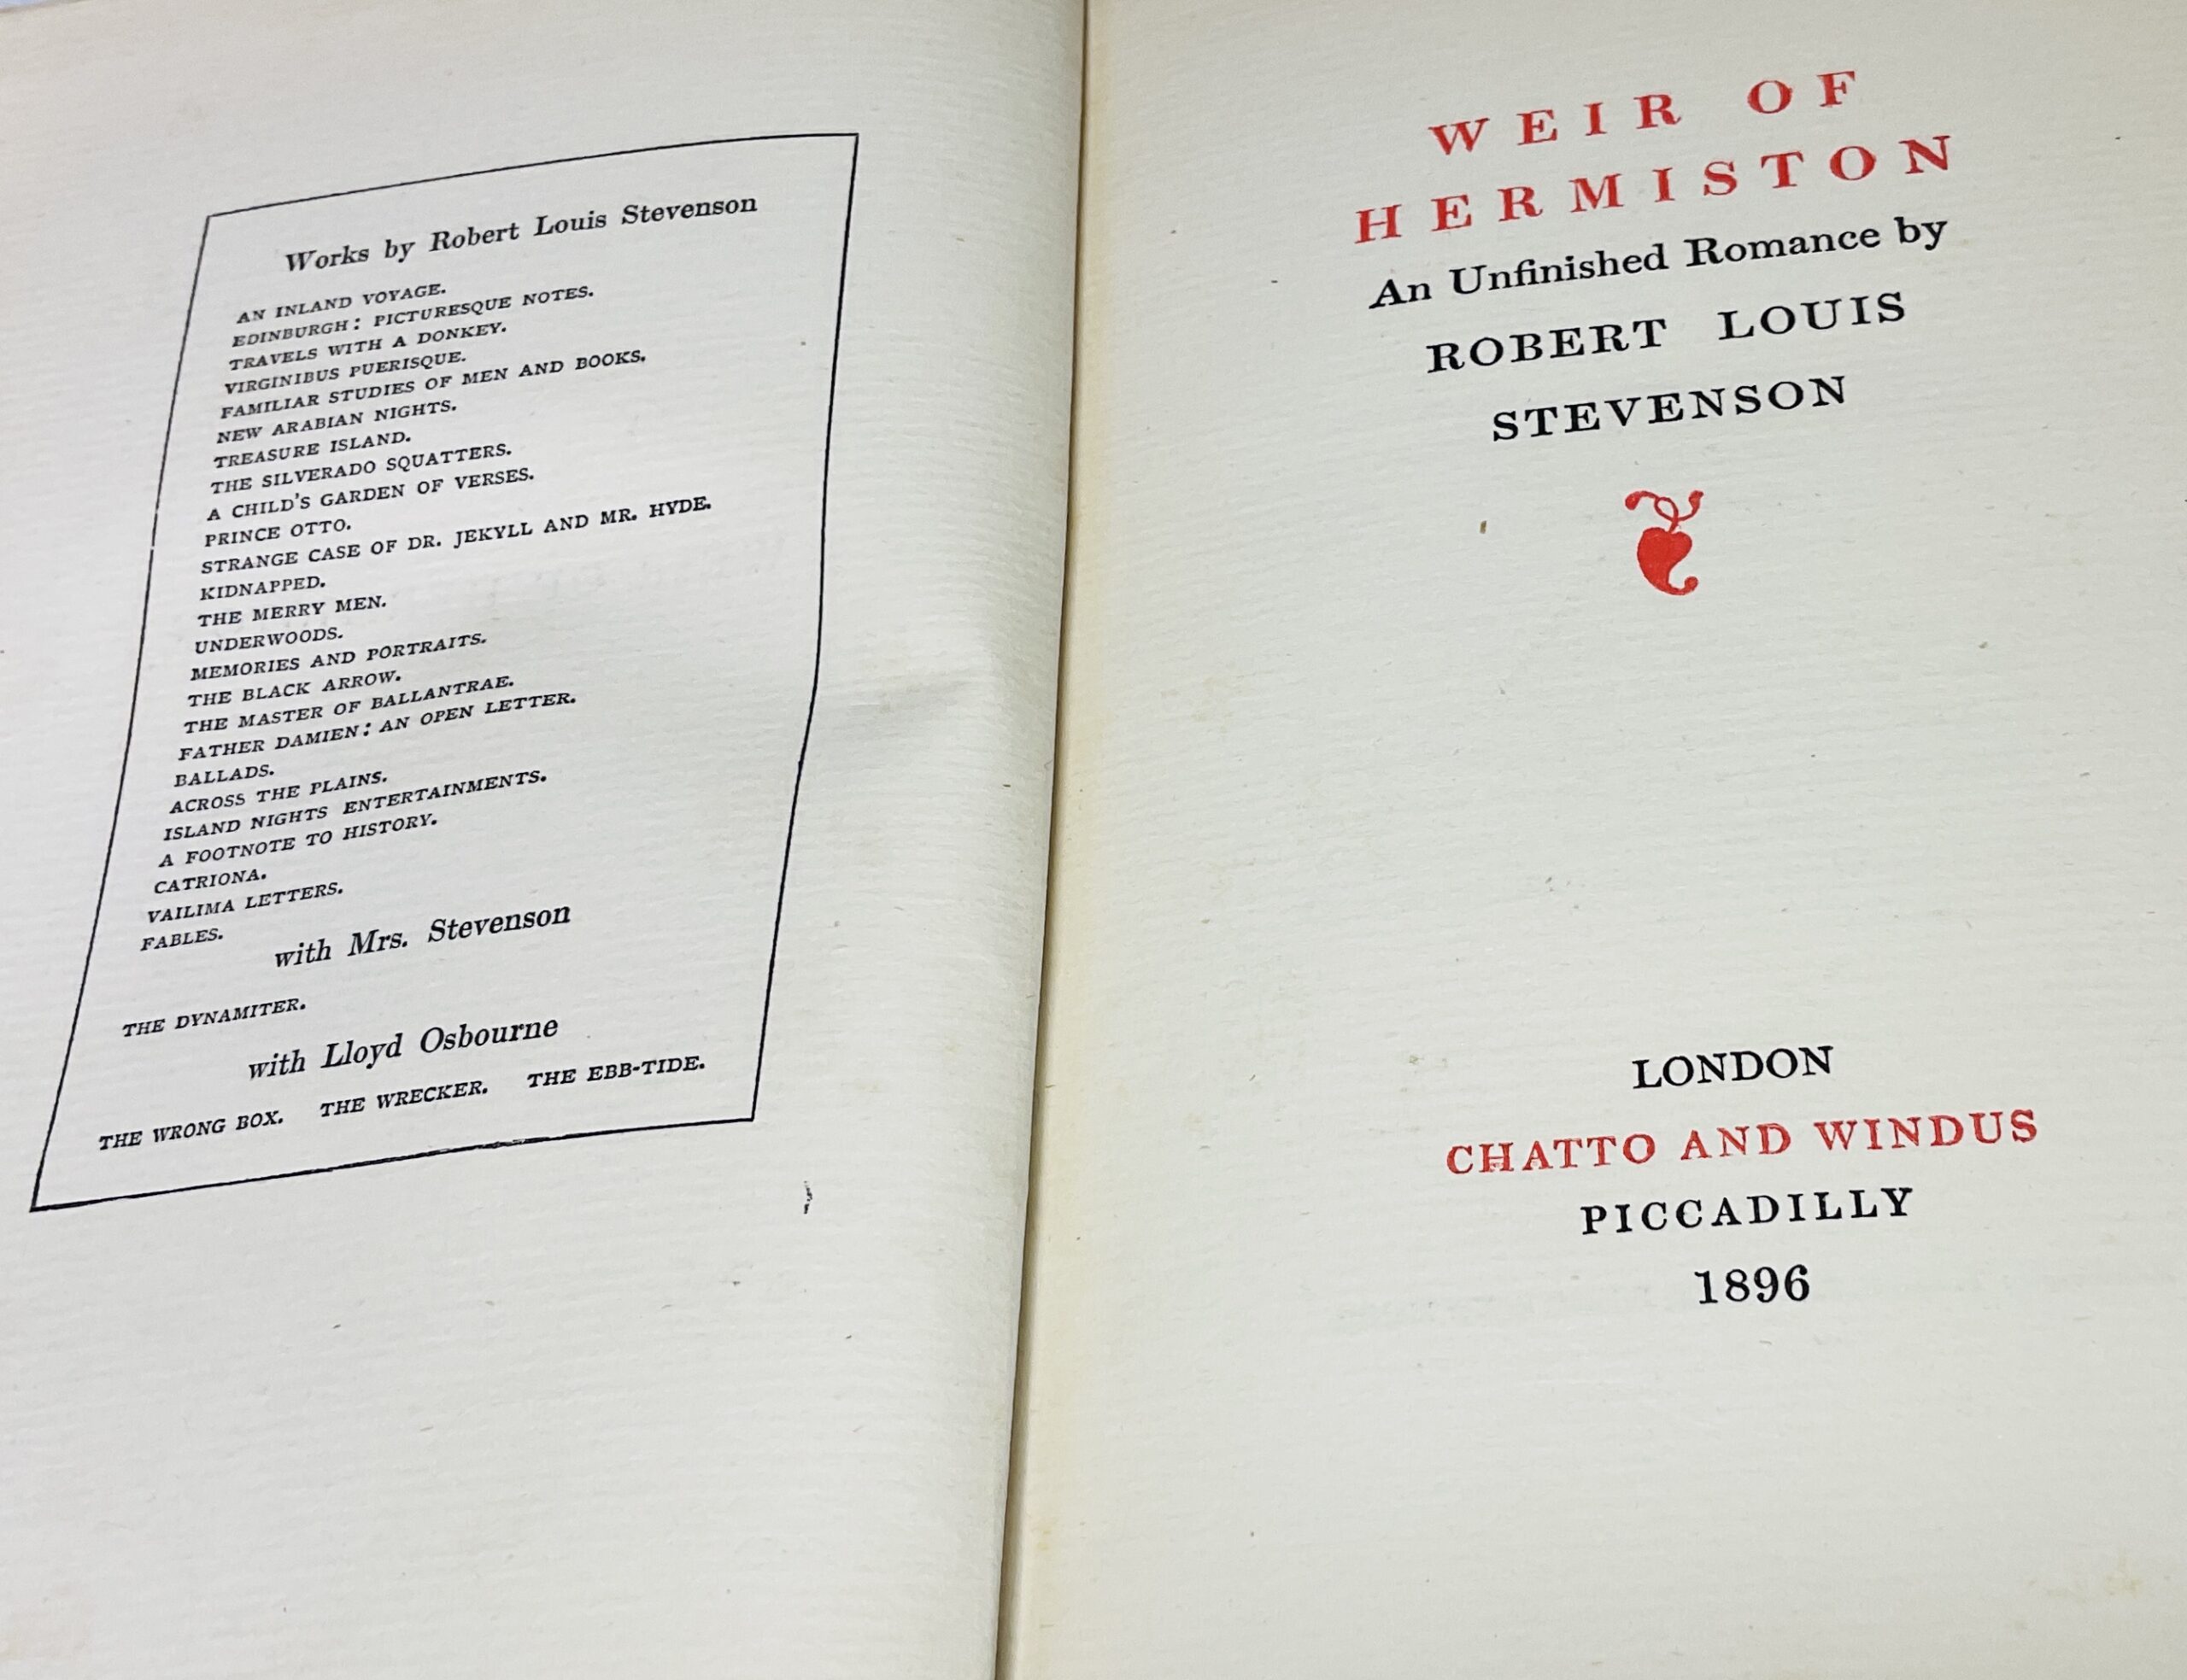 Works by Robert Louis Stevenson
AN INLAND VOYAGE.
EDINBURGH: PICTURESQUE NOTES.
TRAVELS WITH A DONKEY.
VIRGINIBUS PUERISQUE.
FAMILIAR STUDIES OF MEN AND BOOKS.
NEW ARABIAN NIGHTS.
TREASURE ISLAND.
THE SILVERADO SQUATTERS.
A CHILD'S GARDEN OF VERSES.
PRINCE OTTO.
STRANGE CASE OF DR. JEKYLL AND MR. HYDE.
KIDNAPPED.
THE MERRY MEN.
UNDERWOODS.
MEMORIES AND PORTRAITS.
THE BLACK ARROW.
THE MASTER OF BALLANTRAE.
FATHER DAMIEN: AN OPEN LETTER.
BALLADS.
ACROSS THE PLAINS.
ISLAND NIGHTS ENTERTAINMENTS.
A FOOTNOTE TO HISTORY.
CATRIONA.
VAILIMA LETTERS.
FABLES.
with Mrs. Stevenson
THE DYNAMITER.
with Lloyd Osbourne
THE WRONG BOX. THE WRECKER. THE EBB-TIDE.
WEIR OF
HERMISTON
An Unfinished Romance by
ROBERT LOUIS
STEVENSON
LONDON
CHATTO AND WINDUS
PICCADILLY
1896